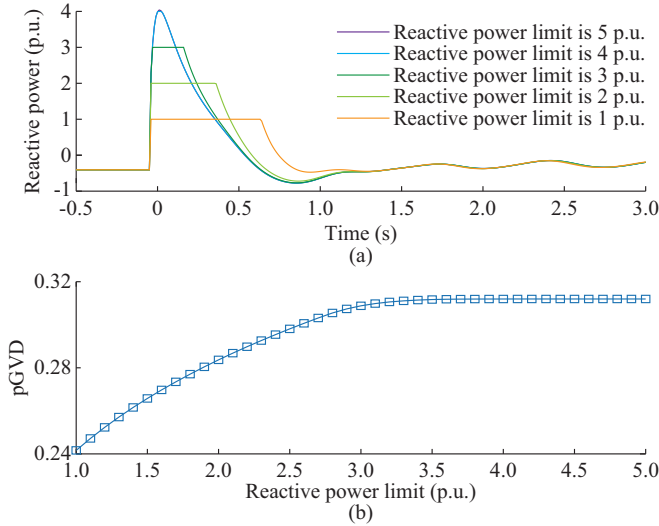 4
3
2
1
0
-1
Reactive power (p.u.)
Reactive power limit is 5 p.u.
Reactive power limit is 4 p.u.
Reactive power limit is 3 p.u.
Reactive power limit is 2 p.u.
Reactive power limit is 1 p.u.
-0.5 0 0.5 1.0 1.5 2.0 2.5 3.0
Time (s)
(a)
0.32
0.28
0.24
pGVD
1.0 1.5 2.0 2.5 3.0 3.5 4.0 4.5 5.0
Reactive power limit (p.u.)
(b)